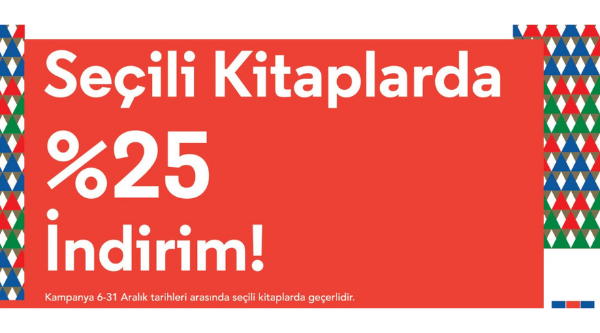 Seçili Kitaplarda
%25
İndirim!
Kampanya 6-31 Aralık tarihleri arasında seçili kitaplarda geçerlidir.